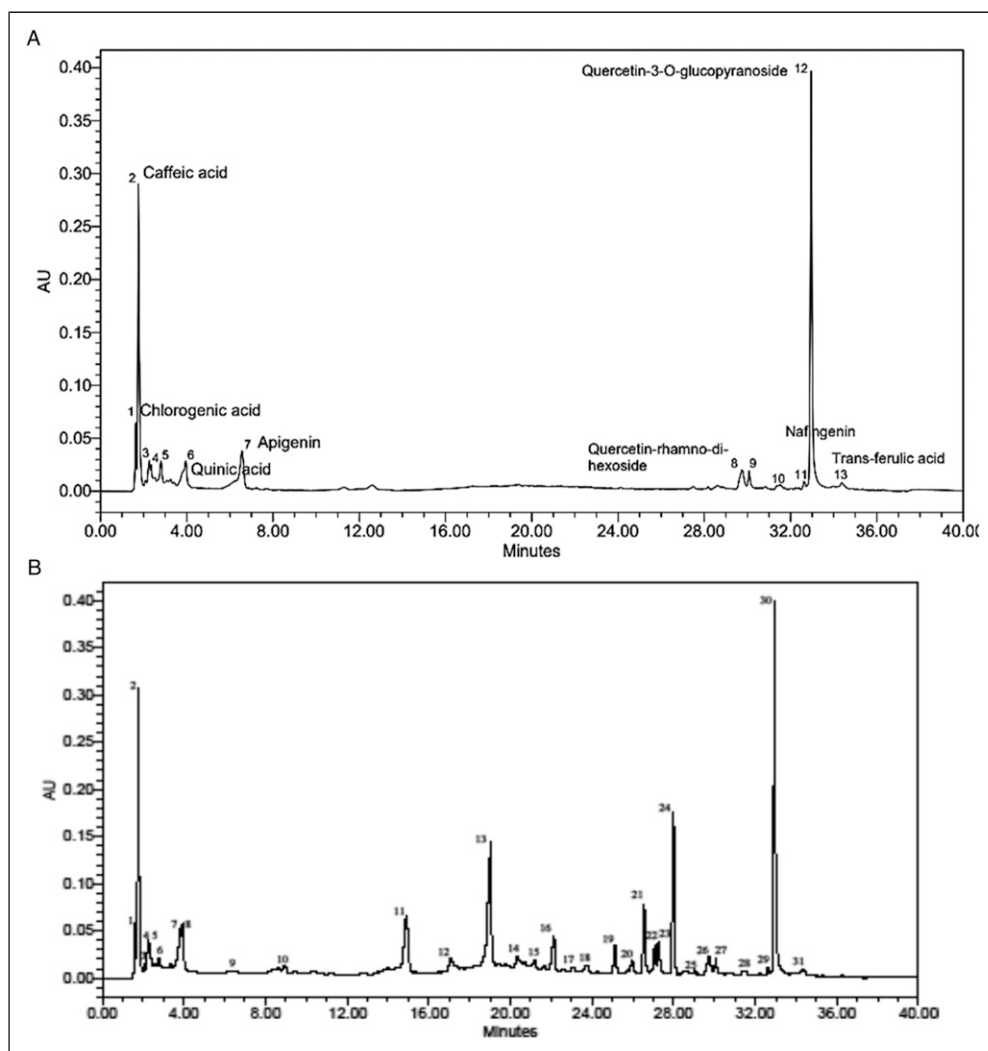 A
0.40
Quercetin-3-O-glucopyranoside 12
0.35
0.30
2 Caffeic acid
0.25
AU
0.20
0.15
0.10
1 Chlorogenic acid
0.05
3 4 5 6 Quinic acid
7 Apigenin
Quercetin-rhamno-di-
hexoside
8 9 10 11
Naringenin
Trans-ferulic acid
13
0.00
0.00 4.00 8.00 12.00 16.00 20.00 24.00 28.00 32.00 36.00 40.00
Minutes
B
0.40
30
0.35
0.30
2
0.25
AU
0.20
24
0.15
13
0.10
21
11
0.05
1 4 5 6 7 8 9 10 12 14 15 16 17 18 19 20 22 23 25 26 27 28 29 31
0.00
0.00 4.00 8.00 12.00 16.00 20.00 24.00 28.00 32.00 36.00 40.00
Minutes